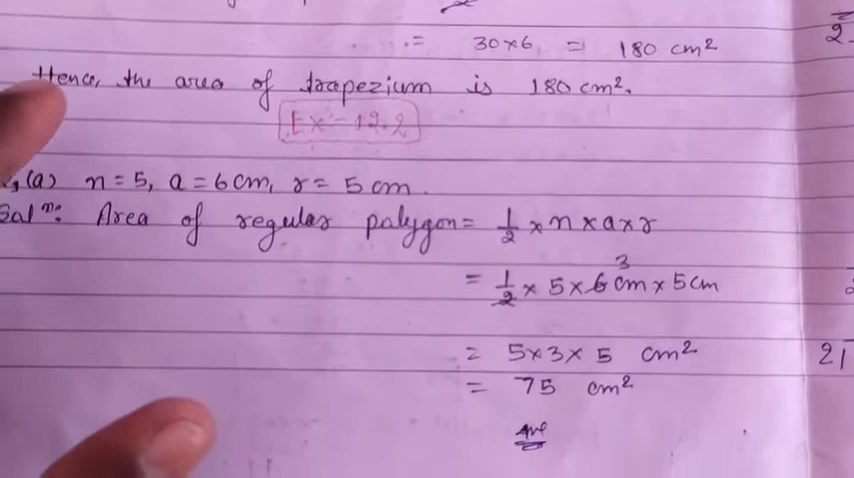 = 30×6 = 180 cm²
2.
Hence, the area of trapezium is 180 cm².
Ex - 12.2
(a) n = 5, a = 6 cm, r = 5 cm.
Solⁿ: Area of regular polygon = 1/2 × n × a × r
3
= 1/2 × 5 × 6 cm × 5 cm
= 5×3×5 cm²
21
= 75 cm²
Ans